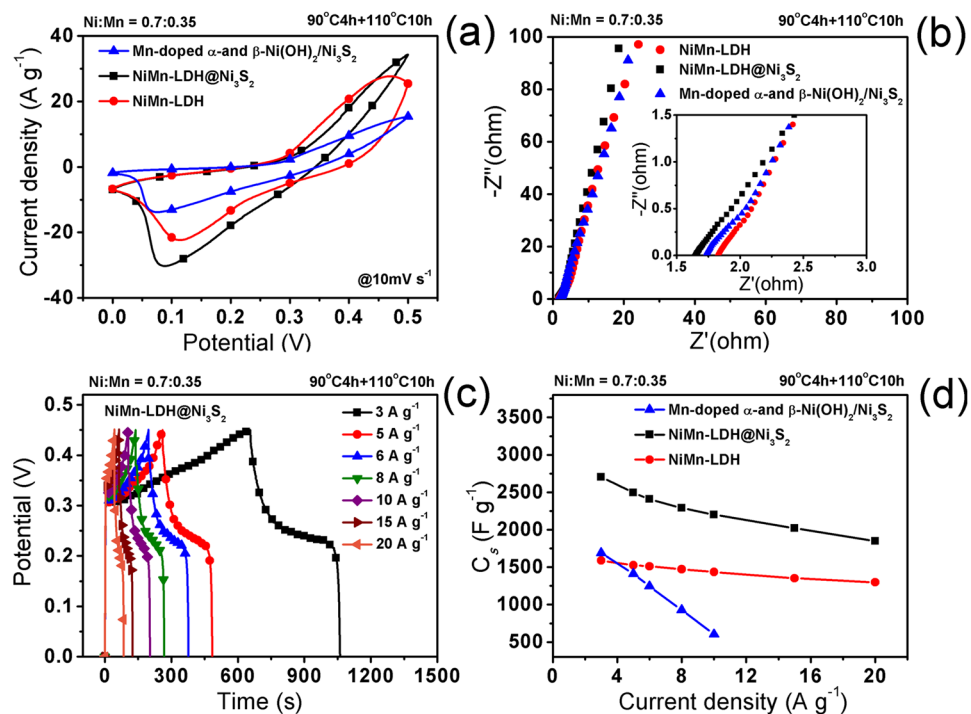 Ni:Mn = 0.7:0.35
90°C4h+110°C10h
(a)
Mn-doped α-and β-Ni(OH)₂/Ni₃S₂
NiMn-LDH@Ni₃S₂
NiMn-LDH
Current density (A g⁻¹)
40
20
0
-20
-40
@10mV s⁻¹
0.0 0.1 0.2 0.3 0.4 0.5
Potential (V)
Ni:Mn = 0.7:0.35
90°C4h+110°C10h
(b)
NiMn-LDH
NiMn-LDH@Ni₃S₂
Mn-doped α-and β-Ni(OH)₂/Ni₃S₂
-Z''(ohm)
100
80
60
40
20
0
-Z''(ohm)
1.5
1.0
0.5
0.0
1.5 2.0 2.5 3.0
Z'(ohm)
0 20 40 60 80 100
Z'(ohm)
Ni:Mn = 0.7:0.35
90°C4h+110°C10h
(c)
NiMn-LDH@Ni₃S₂
3 A g⁻¹
5 A g⁻¹
6 A g⁻¹
8 A g⁻¹
10 A g⁻¹
15 A g⁻¹
20 A g⁻¹
Potential (V)
0.5
0.4
0.3
0.2
0.1
0.0
0 300 600 900 1200 1500
Time (s)
Ni:Mn = 0.7:0.35
90°C4h+110°C10h
(d)
Mn-doped α-and β-Ni(OH)₂/Ni₃S₂
NiMn-LDH@Ni₃S₂
NiMn-LDH
Cₛ (F g⁻¹)
3500
3000
2500
2000
1500
1000
500
0 4 8 12 16 20
Current density (A g⁻¹)